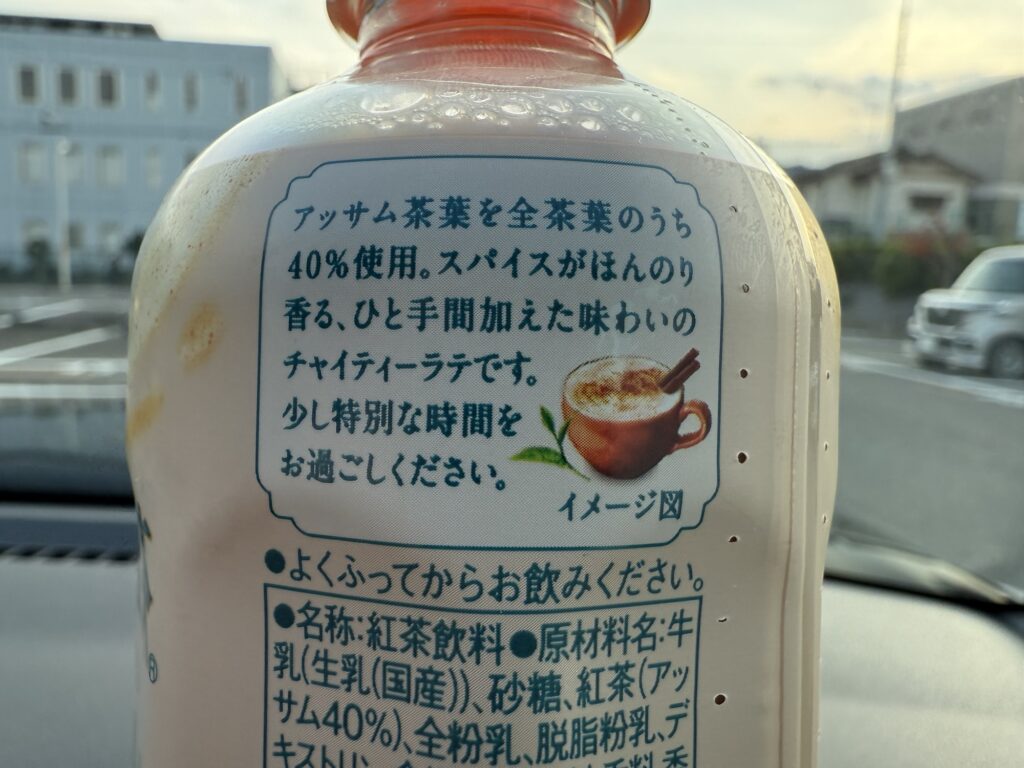 アッサム茶葉を全茶葉のうち
40%使用。スパイスがほんのり
香る、ひと手間加えた味わいの
チャイティーラテです。
少し特別な時間を
お過ごしください。
イメージ図
●よくふってからお飲みください。
●名称:紅茶飲料●原材料名:牛
乳(生乳(国産))、砂糖、紅茶(アッ
サム40%)、全粉乳、脱脂粉乳、デ
キストリン
®